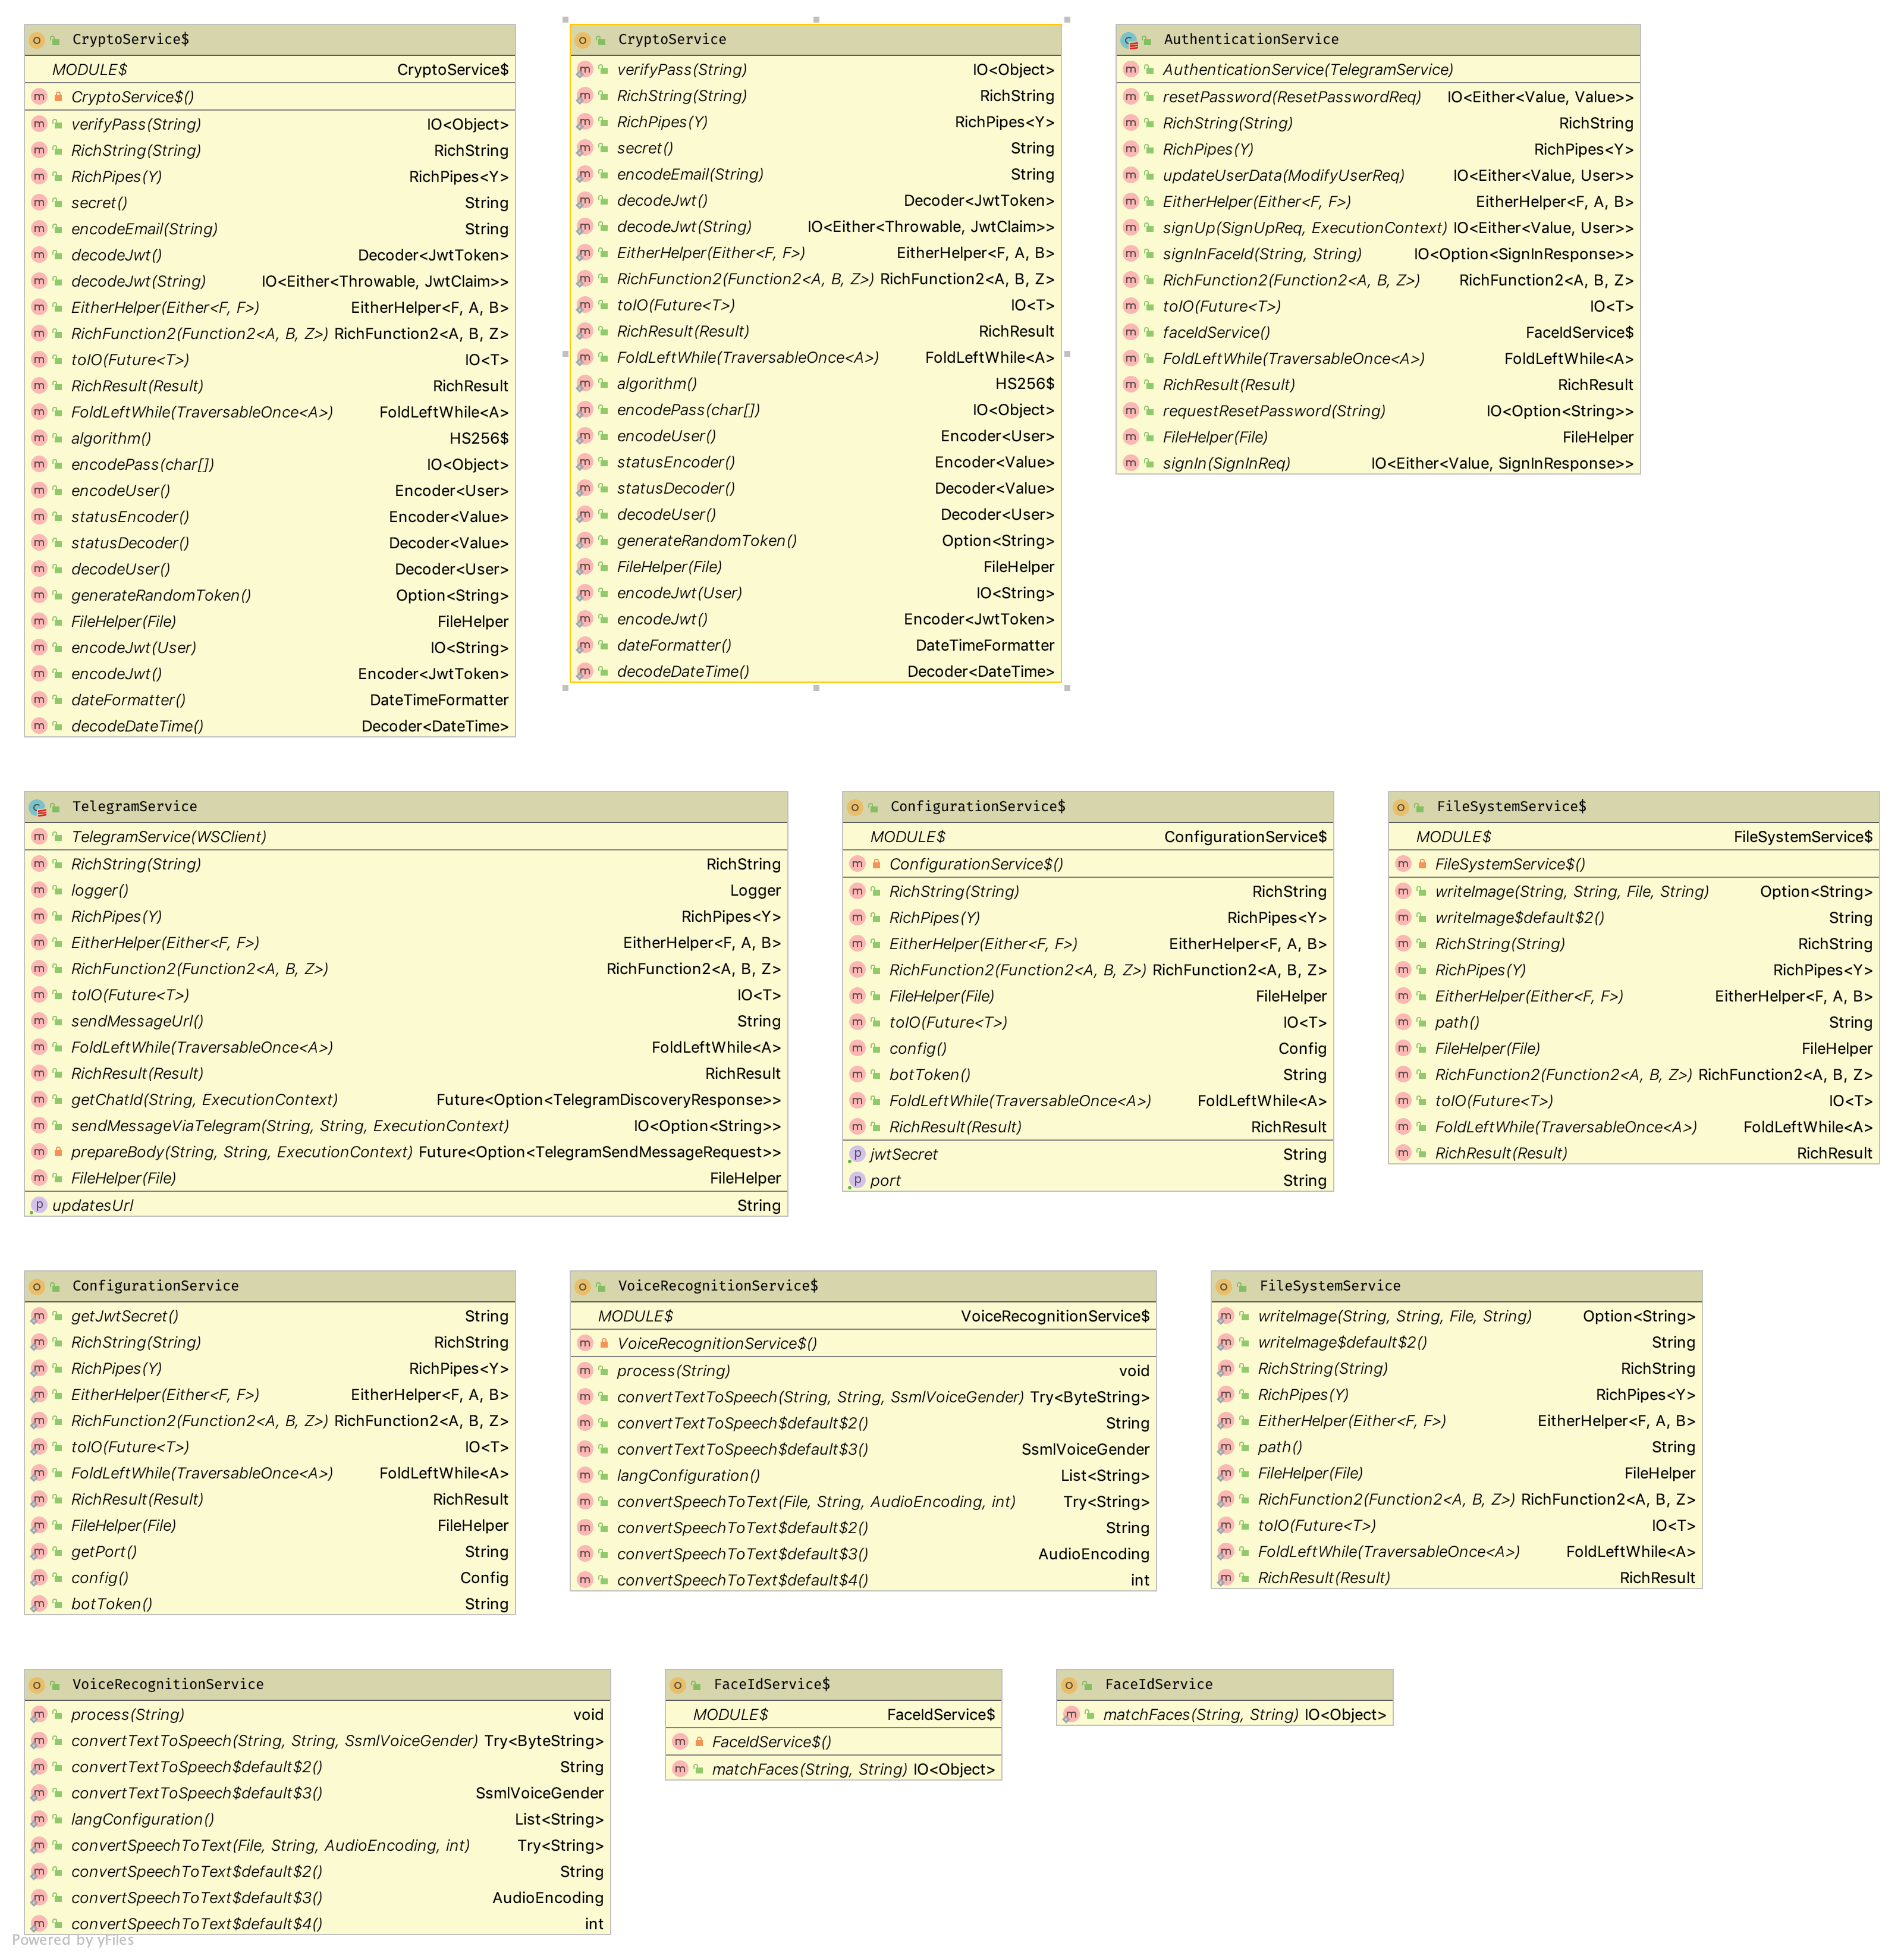 CryptoService$
MODULE$ CryptoService$
CryptoService$()
verifyPass(String) IO<Object>
RichString(String) RichString
RichPipes(Y) RichPipes<Y>
secret() String
encodeEmail(String) String
decodeJwt() Decoder<JwtToken>
decodeJwt(String) IO<Either<Throwable, JwtClaim>>
EitherHelper(Either<F, F>) EitherHelper<F, A, B>
RichFunction2(Function2<A, B, Z>) RichFunction2<A, B, Z>
toIO(Future<T>) IO<T>
RichResult(Result) RichResult
FoldLeftWhile(TraversableOnce<A>) FoldLeftWhile<A>
algorithm() HS256$
encodePass(char[]) IO<Object>
encodeUser() Encoder<User>
statusEncoder() Encoder<Value>
statusDecoder() Decoder<Value>
decodeUser() Decoder<User>
generateRandomToken() Option<String>
FileHelper(File) FileHelper
encodeJwt(User) IO<String>
encodeJwt() Encoder<JwtToken>
dateFormatter() DateTimeFormatter
decodeDateTime() Decoder<DateTime>
CryptoService
verifyPass(String) IO<Object>
RichString(String) RichString
RichPipes(Y) RichPipes<Y>
secret() String
encodeEmail(String) String
decodeJwt() Decoder<JwtToken>
decodeJwt(String) IO<Either<Throwable, JwtClaim>>
EitherHelper(Either<F, F>) EitherHelper<F, A, B>
RichFunction2(Function2<A, B, Z>) RichFunction2<A, B, Z>
toIO(Future<T>) IO<T>
RichResult(Result) RichResult
FoldLeftWhile(TraversableOnce<A>) FoldLeftWhile<A>
algorithm() HS256$
encodePass(char[]) IO<Object>
encodeUser() Encoder<User>
statusEncoder() Encoder<Value>
statusDecoder() Decoder<Value>
decodeUser() Decoder<User>
generateRandomToken() Option<String>
FileHelper(File) FileHelper
encodeJwt(User) IO<String>
encodeJwt() Encoder<JwtToken>
dateFormatter() DateTimeFormatter
decodeDateTime() Decoder<DateTime>
AuthenticationService
AuthenticationService(TelegramService)
resetPassword(ResetPasswordReq) IO<Either<Value, Value>>
RichString(String) RichString
RichPipes(Y) RichPipes<Y>
updateUserData(ModifyUserReq) IO<Either<Value, User>>
EitherHelper(Either<F, F>) EitherHelper<F, A, B>
signUp(SignUpReq, ExecutionContext) IO<Either<Value, User>>
signInFaceId(String, String) IO<Option<SignInResponse>>
RichFunction2(Function2<A, B, Z>) RichFunction2<A, B, Z>
toIO(Future<T>) IO<T>
faceIdService() FaceIdService$
FoldLeftWhile(TraversableOnce<A>) FoldLeftWhile<A>
RichResult(Result) RichResult
requestResetPassword(String) IO<Option<String>>
FileHelper(File) FileHelper
signIn(SignInReq) IO<Either<Value, SignInResponse>>
TelegramService
TelegramService(WSClient)
RichString(String) RichString
logger() Logger
RichPipes(Y) RichPipes<Y>
EitherHelper(Either<F, F>) EitherHelper<F, A, B>
RichFunction2(Function2<A, B, Z>) RichFunction2<A, B, Z>
toIO(Future<T>) IO<T>
sendMessageUrl() String
FoldLeftWhile(TraversableOnce<A>) FoldLeftWhile<A>
RichResult(Result) RichResult
getChatId(String, ExecutionContext) Future<Option<TelegramDiscoveryResponse>>
sendMessageViaTelegram(String, String, ExecutionContext) IO<Option<String>>
prepareBody(String, String, ExecutionContext) Future<Option<TelegramSendMessageRequest>>
FileHelper(File) FileHelper
updatesUrl String
ConfigurationService$
MODULE$ ConfigurationService$
ConfigurationService$()
RichString(String) RichString
RichPipes(Y) RichPipes<Y>
EitherHelper(Either<F, F>) EitherHelper<F, A, B>
RichFunction2(Function2<A, B, Z>) RichFunction2<A, B, Z>
FileHelper(File) FileHelper
toIO(Future<T>) IO<T>
config() Config
botToken() String
FoldLeftWhile(TraversableOnce<A>) FoldLeftWhile<A>
RichResult(Result) RichResult
jwtSecret String
port String
FileSystemService$
MODULE$ FileSystemService$
FileSystemService$()
writeImage(String, String, File, String) Option<String>
writeImage$default$2() String
RichString(String) RichString
RichPipes(Y) RichPipes<Y>
EitherHelper(Either<F, F>) EitherHelper<F, A, B>
path() String
FileHelper(File) FileHelper
RichFunction2(Function2<A, B, Z>) RichFunction2<A, B, Z>
toIO(Future<T>) IO<T>
FoldLeftWhile(TraversableOnce<A>) FoldLeftWhile<A>
RichResult(Result) RichResult
ConfigurationService
getJwtSecret() String
RichString(String) RichString
RichPipes(Y) RichPipes<Y>
EitherHelper(Either<F, F>) EitherHelper<F, A, B>
RichFunction2(Function2<A, B, Z>) RichFunction2<A, B, Z>
toIO(Future<T>) IO<T>
FoldLeftWhile(TraversableOnce<A>) FoldLeftWhile<A>
RichResult(Result) RichResult
FileHelper(File) FileHelper
getPort() String
config() Config
botToken() String
VoiceRecognitionService$
MODULE$ VoiceRecognitionService$
VoiceRecognitionService$()
process(String) void
convertTextToSpeech(String, String, SsmlVoiceGender) Try<ByteString>
convertTextToSpeech$default$2() String
convertTextToSpeech$default$3() SsmlVoiceGender
langConfiguration() List<String>
convertSpeechToText(File, String, AudioEncoding, int) Try<String>
convertSpeechToText$default$2() String
convertSpeechToText$default$3() AudioEncoding
convertSpeechToText$default$4() int
FileSystemService
writeImage(String, String, File, String) Option<String>
writeImage$default$2() String
RichString(String) RichString
RichPipes(Y) RichPipes<Y>
EitherHelper(Either<F, F>) EitherHelper<F, A, B>
path() String
FileHelper(File) FileHelper
RichFunction2(Function2<A, B, Z>) RichFunction2<A, B, Z>
toIO(Future<T>) IO<T>
FoldLeftWhile(TraversableOnce<A>) FoldLeftWhile<A>
RichResult(Result) RichResult
VoiceRecognitionService
process(String) void
convertTextToSpeech(String, String, SsmlVoiceGender) Try<ByteString>
convertTextToSpeech$default$2() String
convertTextToSpeech$default$3() SsmlVoiceGender
langConfiguration() List<String>
convertSpeechToText(File, String, AudioEncoding, int) Try<String>
convertSpeechToText$default$2() String
convertSpeechToText$default$3() AudioEncoding
convertSpeechToText$default$4() int
FaceIdService$
MODULE$ FaceIdService$
FaceIdService$()
matchFaces(String, String) IO<Object>
FaceIdService
matchFaces(String, String) IO<Object>
Powered by yFiles